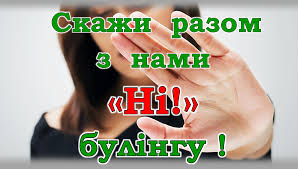 Скажи разом
з нами
«Ні!»
булінгу !